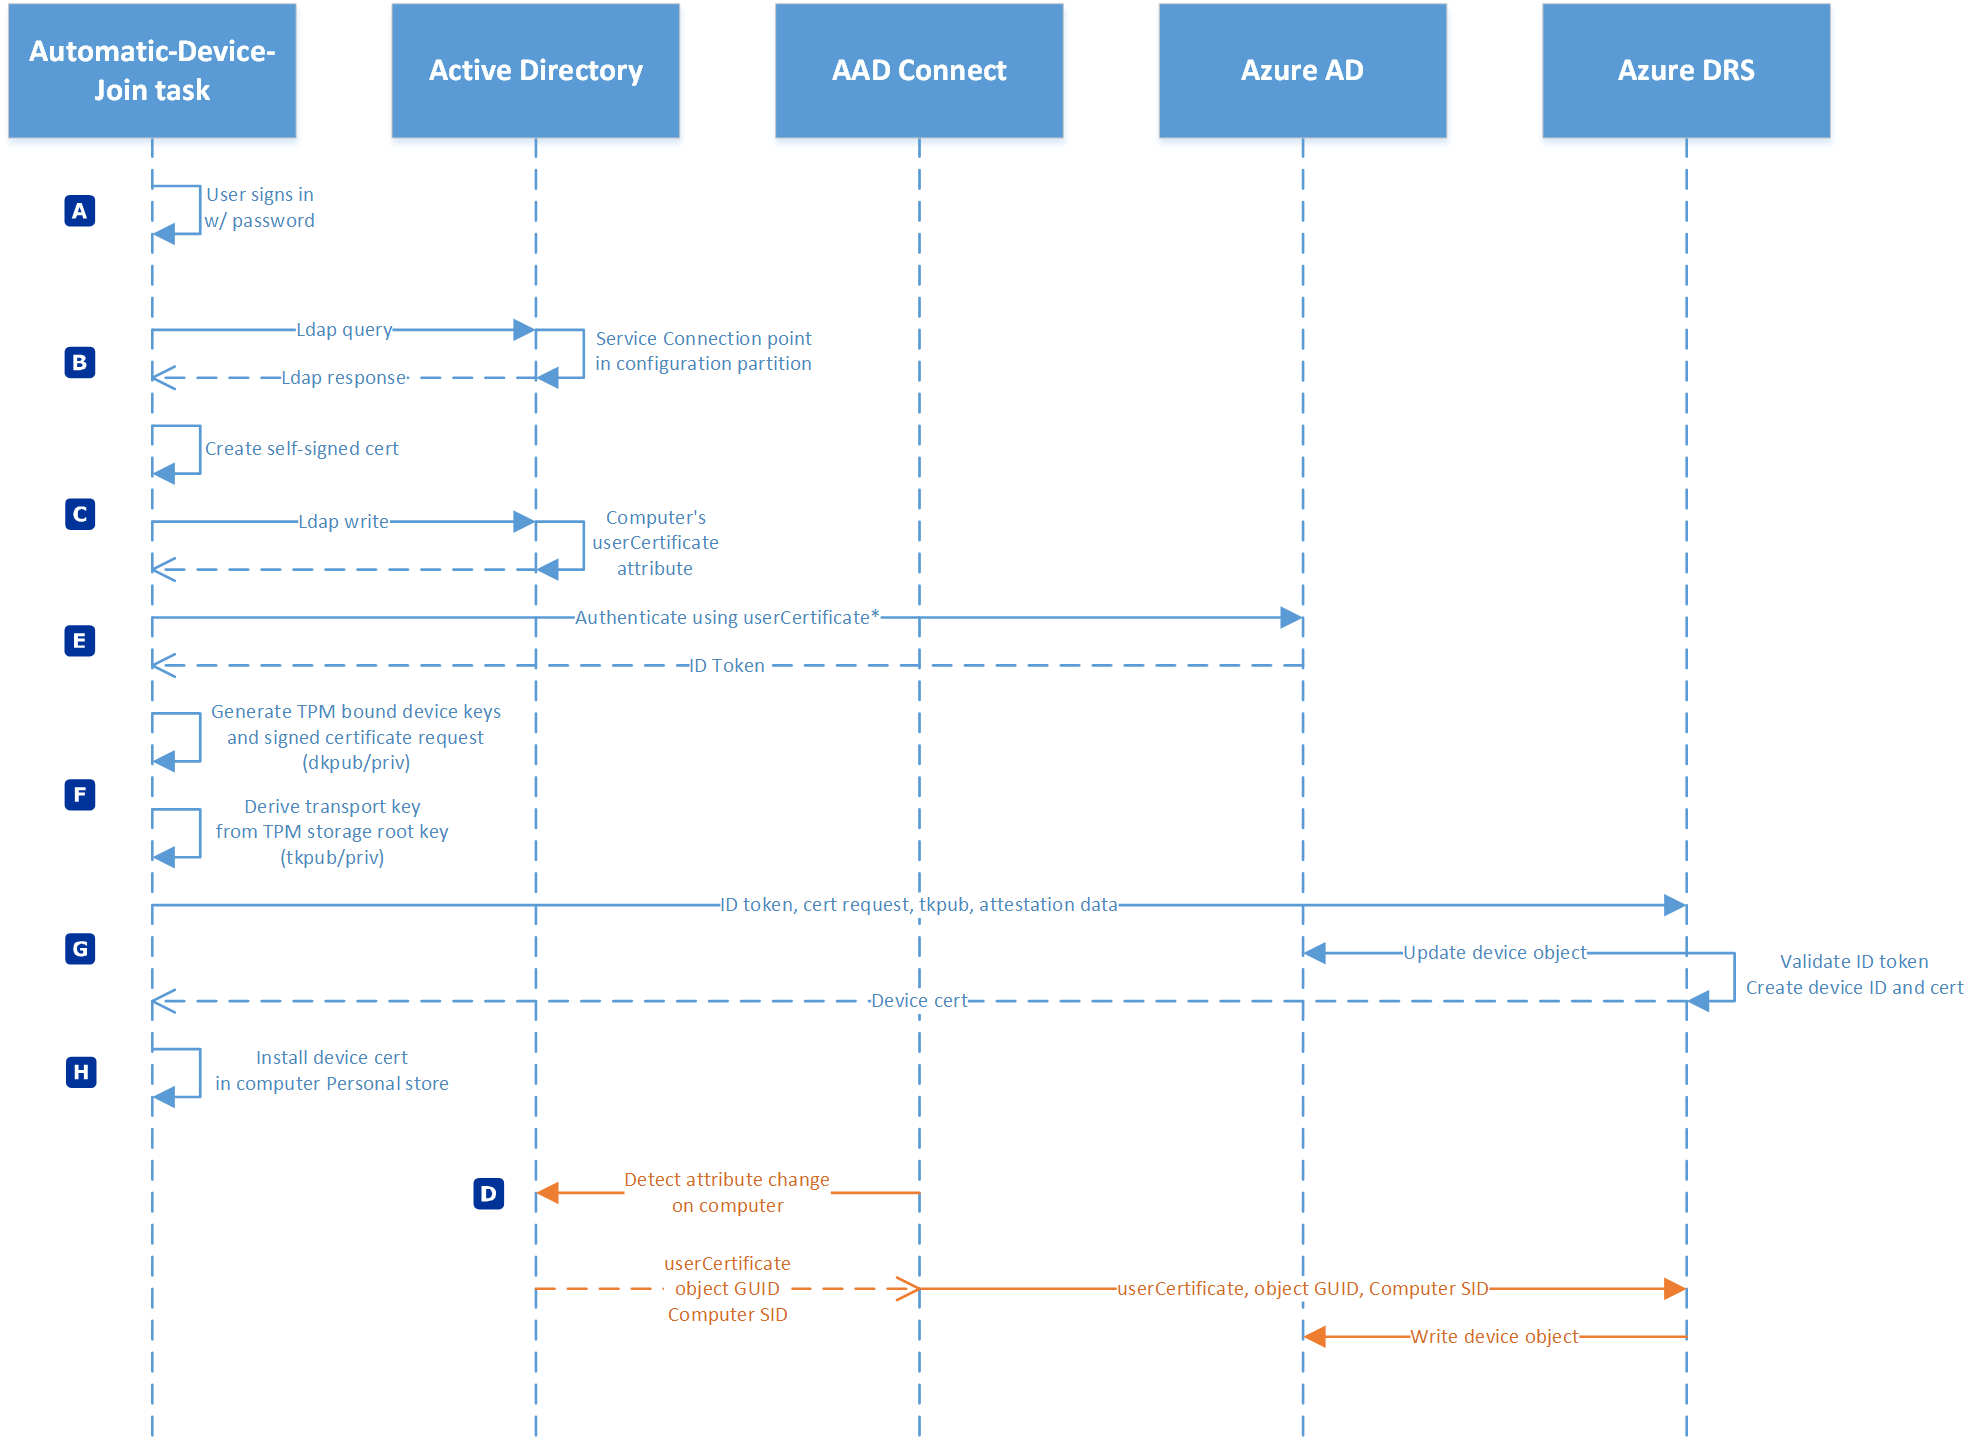 Automatic-Device-
Join task
Active Directory
AAD Connect
Azure AD
Azure DRS
A
User signs in
w/ password
B
Ldap query
Service Connection point
in configuration partition
Ldap response
Create self-signed cert
C
Ldap write
Computer's
userCertificate
attribute
E
Authenticate using userCertificate*
ID Token
Generate TPM bound device keys
and signed certificate request
(dkpub/priv)
F
Derive transport key
from TPM storage root key
(tkpub/priv)
ID token, cert request, tkpub, attestation data
G
Update device object
Validate ID token
Create device ID and cert
Device cert
H
Install device cert
in computer Personal store
D
Detect attribute change
on computer
userCertificate
object GUID
Computer SID
userCertificate, object GUID, Computer SID
Write device object